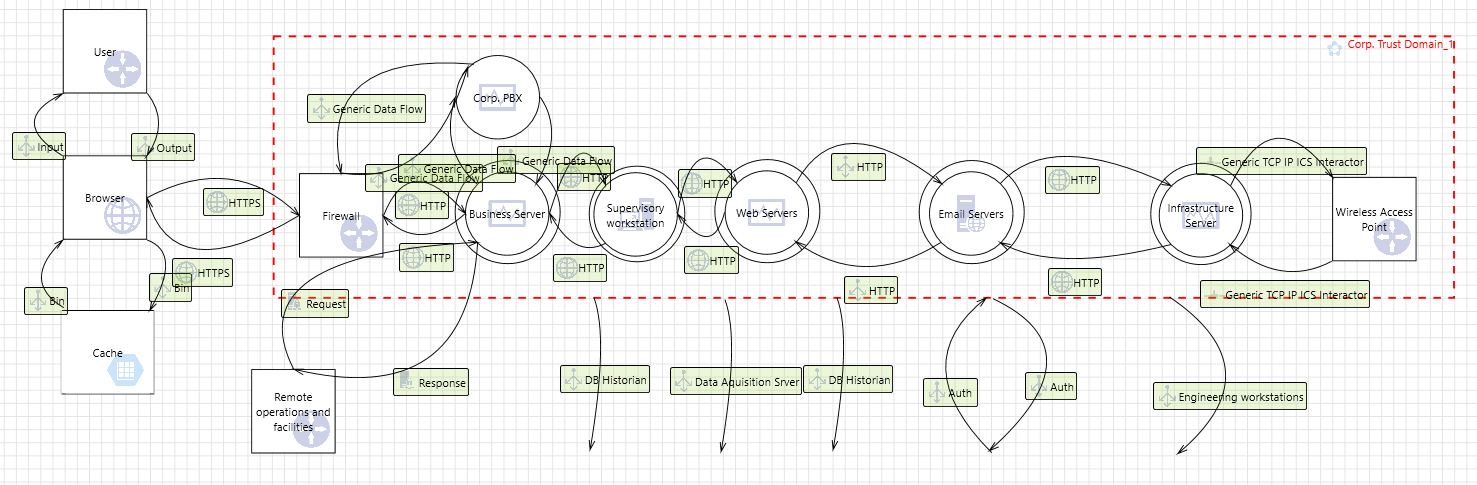 Corp. Trust Domain_1
User
Input
Output
Browser
HTTPS
HTTPS
Bin
Bin
Cache
Generic Data Flow
Corp. PBX
Generic Data Flow
Generic Data Flow
Generic Data Flow
Firewall
HTTP
HTTP
Business Server
HTTP
HTTP
Supervisory
workstation
HTTP
HTTP
Web Servers
HTTP
HTTP
Email Servers
HTTP
HTTP
Infrastructure
Server
Generic TCP IP ICS Interactor
Generic TCP IP ICS Interactor
Wireless Access
Point
Request
Response
Remote
operations and
facilities
DB Historian
Data Aquisition Srver
DB Historian
Auth
Auth
Engineering workstations